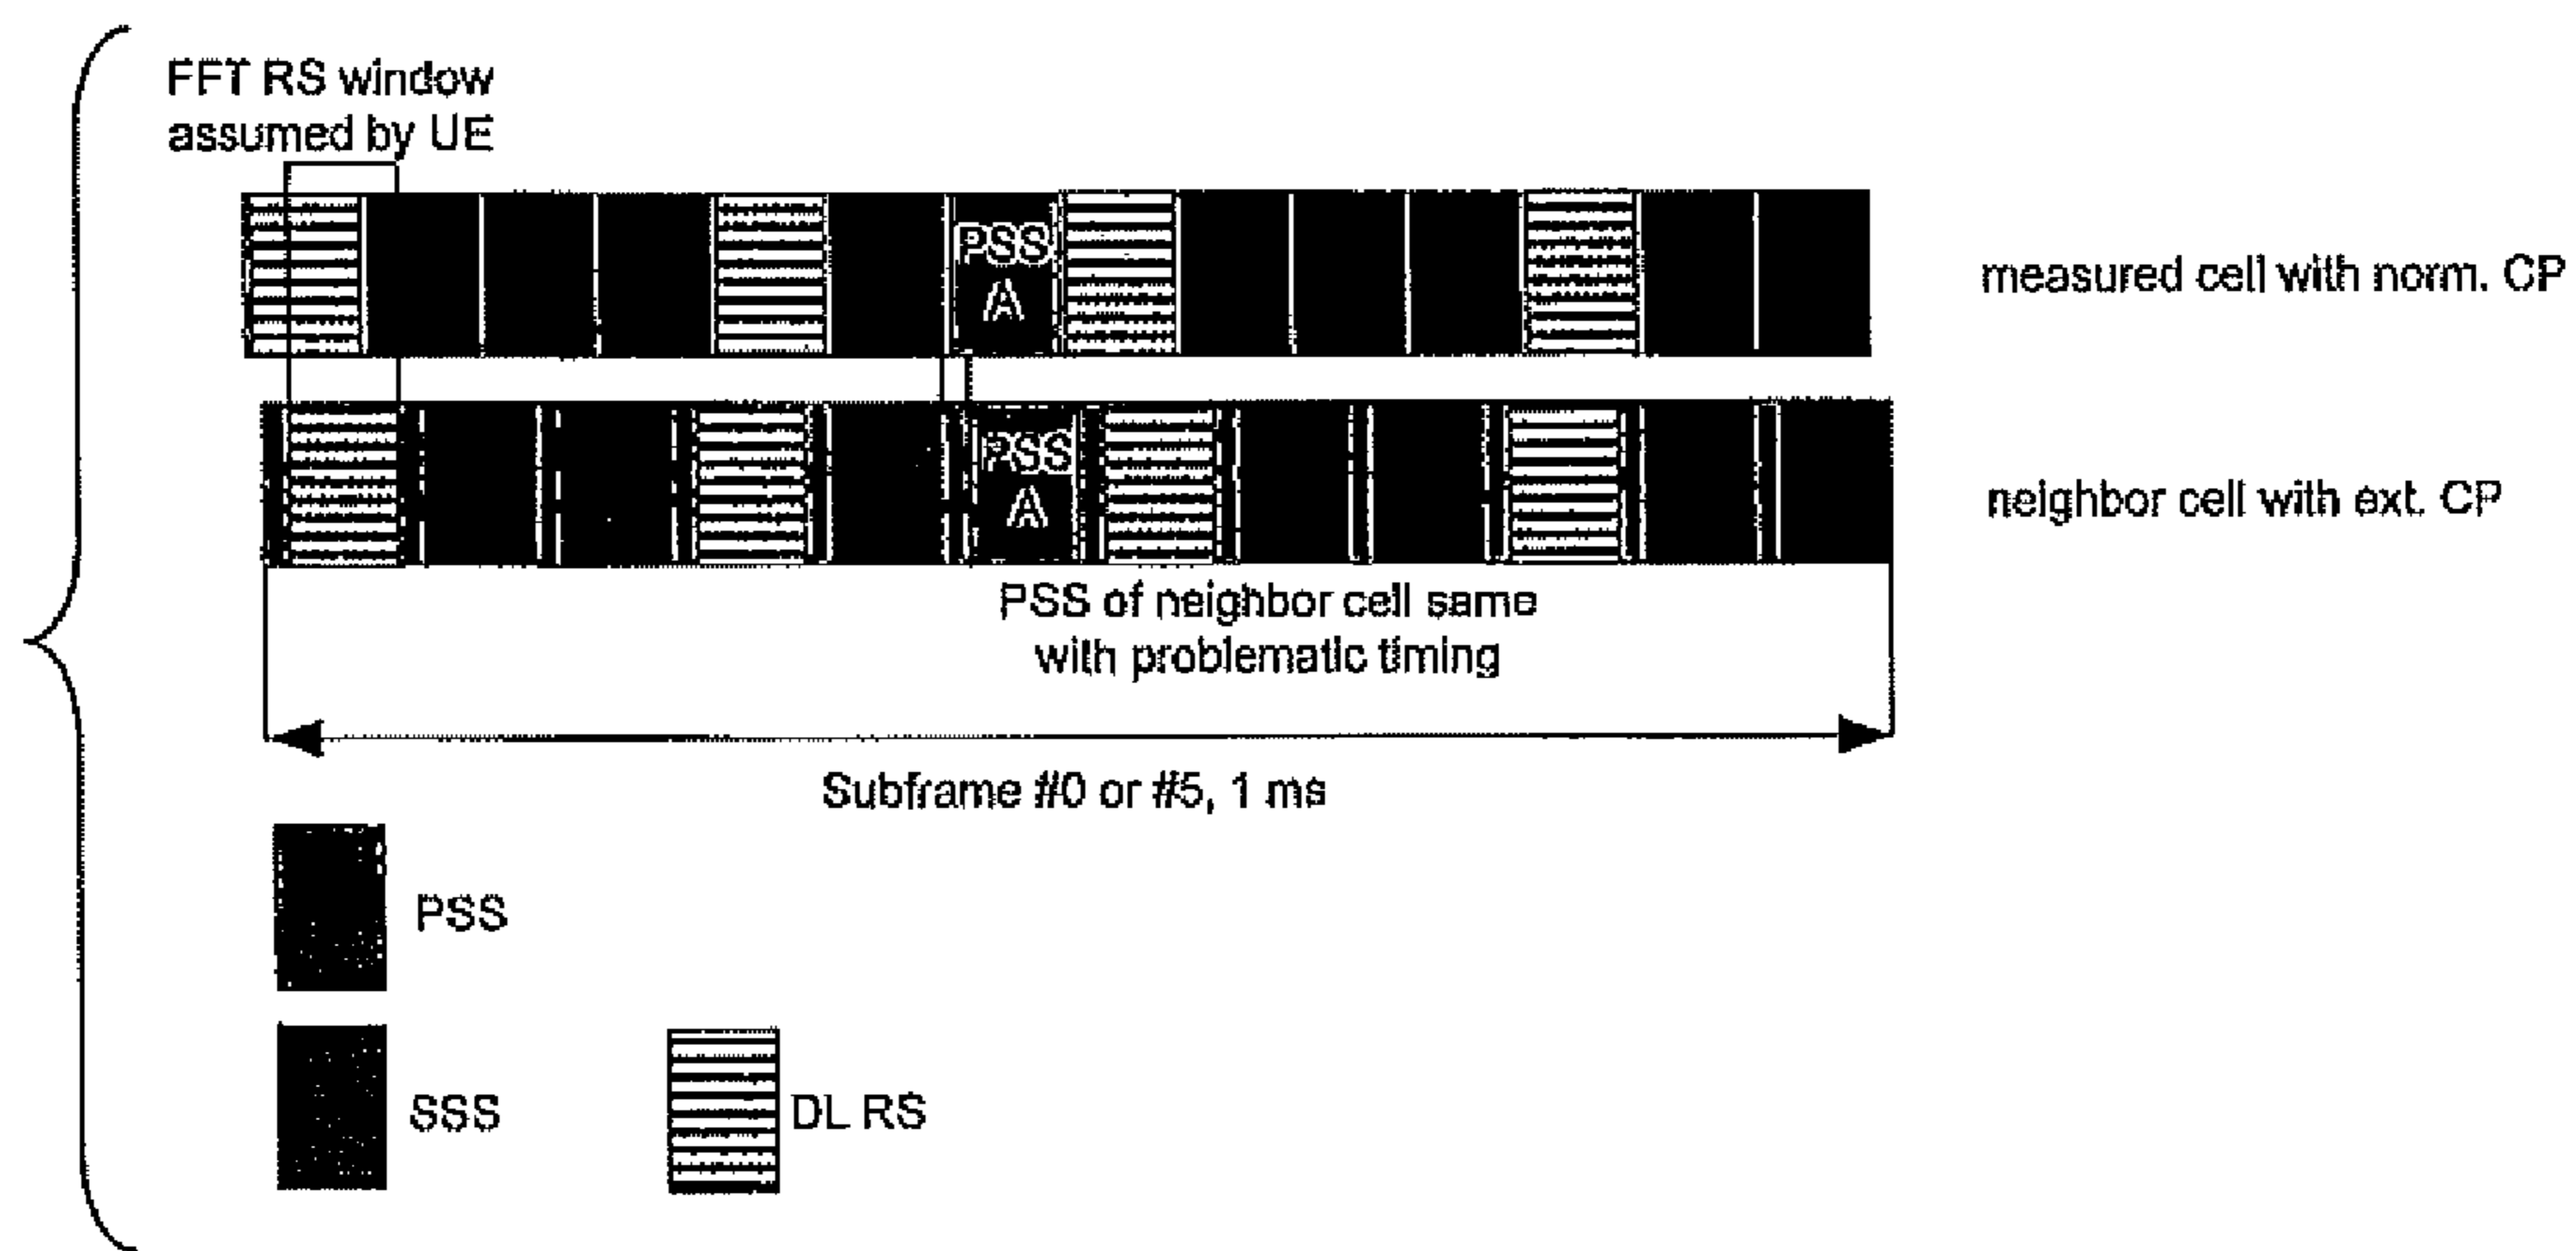 FFT RS window
assumed by UE
PSS
A
measured cell with norm. CP
PSS
A
neighbor cell with ext. CP
PSS of neighbor cell same
with problematic timing
Subframe #0 or #5, 1 ms
PSS
SSS
DL RS